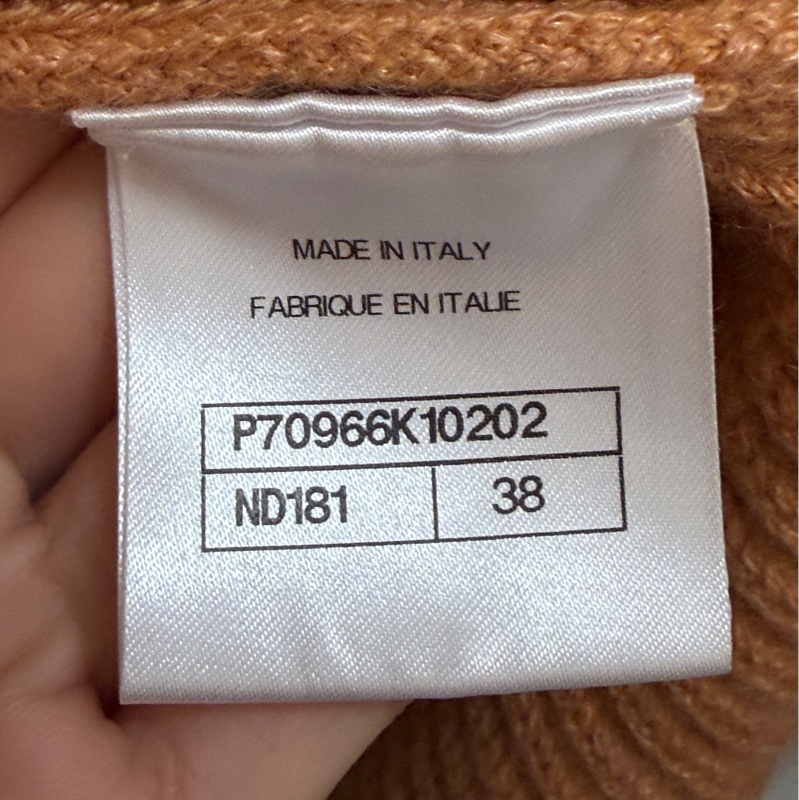 MADE IN ITALY
FABRIQUE EN ITALIE
P70966K10202
ND181 38